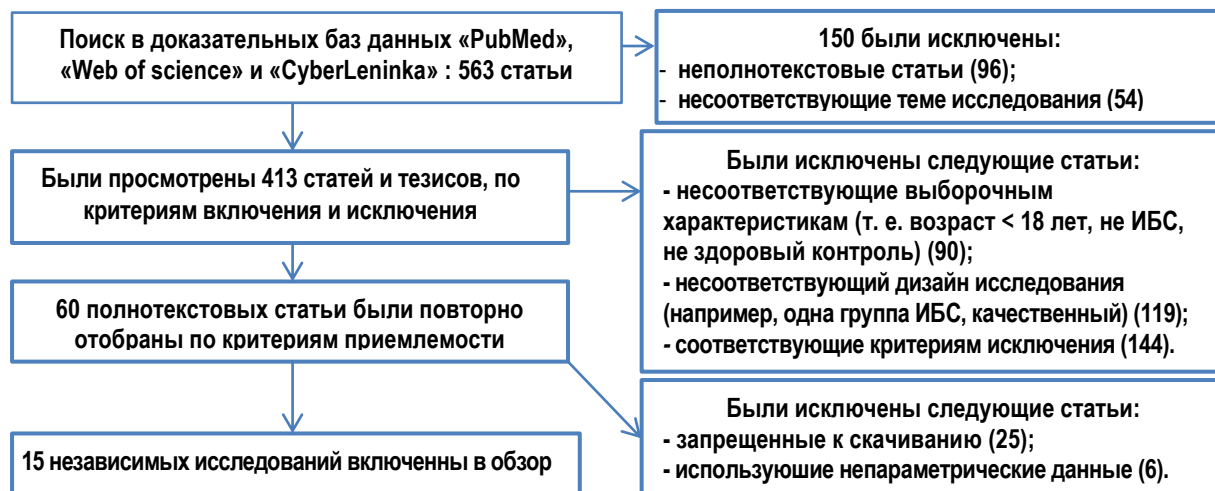 Поиск в доказательных баз данных «PubMed»,
«Web of science» и «CyberLeninka» : 563 статьи
150 были исключены:
- неполнотекстовые статьи (96);
- несоответствующие теме исследования (54)
Были просмотрены 413 статей и тезисов, по
критериям включения и исключения
Были исключены следующие статьи:
- несоответствующие выборочным
характеристикам (т. е. возраст < 18 лет, не ИБС,
не здоровый контроль) (90);
- несоответствующий дизайн исследования
(например, одна группа ИБС, качественный) (119);
- соответствующие критериям исключения (144).
60 полнотекстовых статьи были повторно
отобраны по критериям приемлемости
Были исключены следующие статьи:
- запрещенные к скачиванию (25);
- используюшие непараметрические данные (6).
15 независимых исследований включенны в обзор